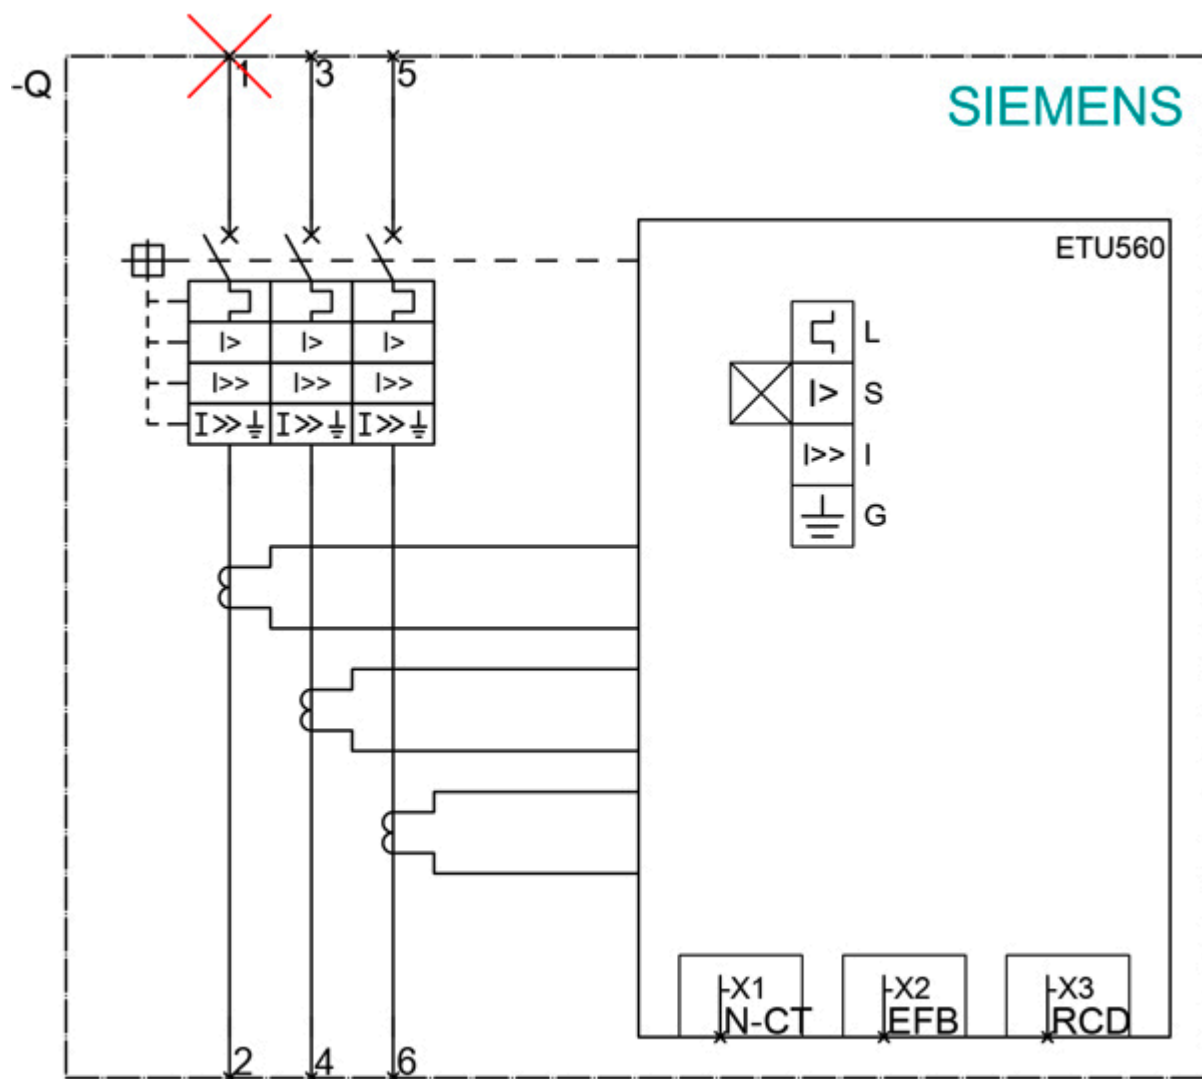 1 3 5
-Q
SIEMENS
ETU560
L
I> I> I>
I>> I>> I>>
I> S
I>> I
I>> I>> I>>
G
-X1 -X2 -X3
N-CT EFB RCD
2 4 6